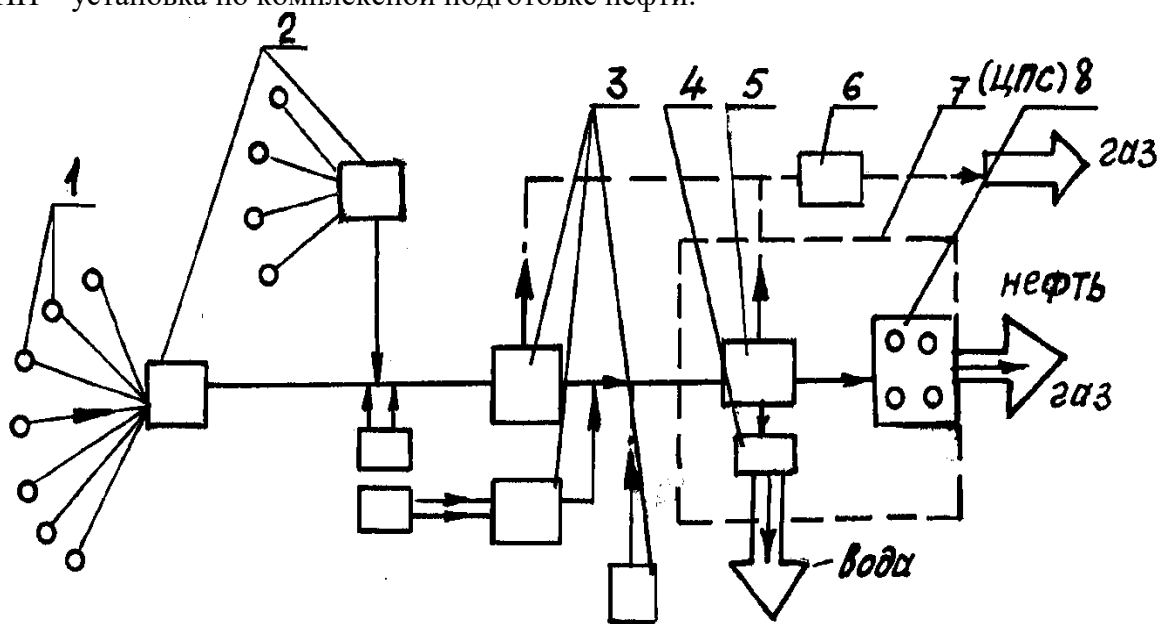 установка по комплексной подготовке нефти.
2
3
4
5
6
7 (ЦПС) 8
газ
1
нефть
газ
вода